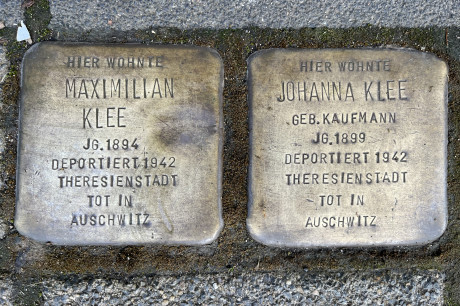 HIER WOHNTE
MAXIMILIAN
KLEE
JG. 1894
DEPORTIERT 1942
THERESIENSTADT
TOT IN
AUSCHWITZ
HIER WOHNTE
JOHANNA KLEE
GEB. KAUFMANN
JG. 1899
DEPORTIERT 1942
THERESIENSTADT
TOT IN
AUSCHWITZ